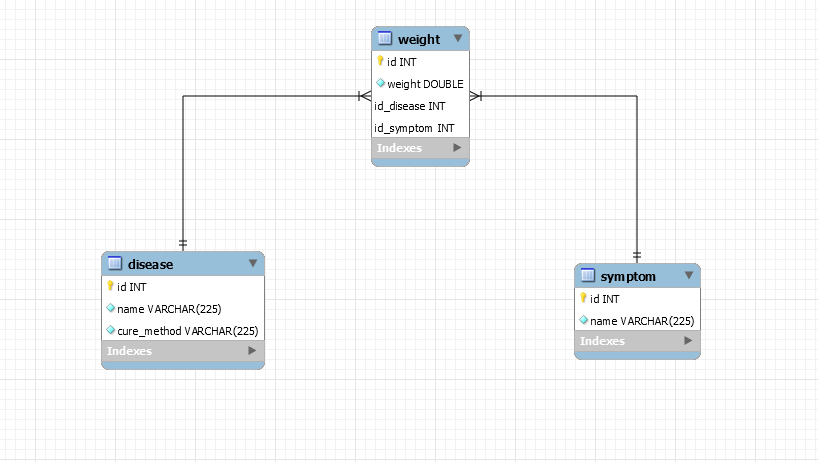 weight
id INT
weight DOUBLE
id_disease INT
id_symptom INT
Indexes
disease
id INT
name VARCHAR(225)
cure_method VARCHAR(225)
Indexes
symptom
id INT
name VARCHAR(225)
Indexes